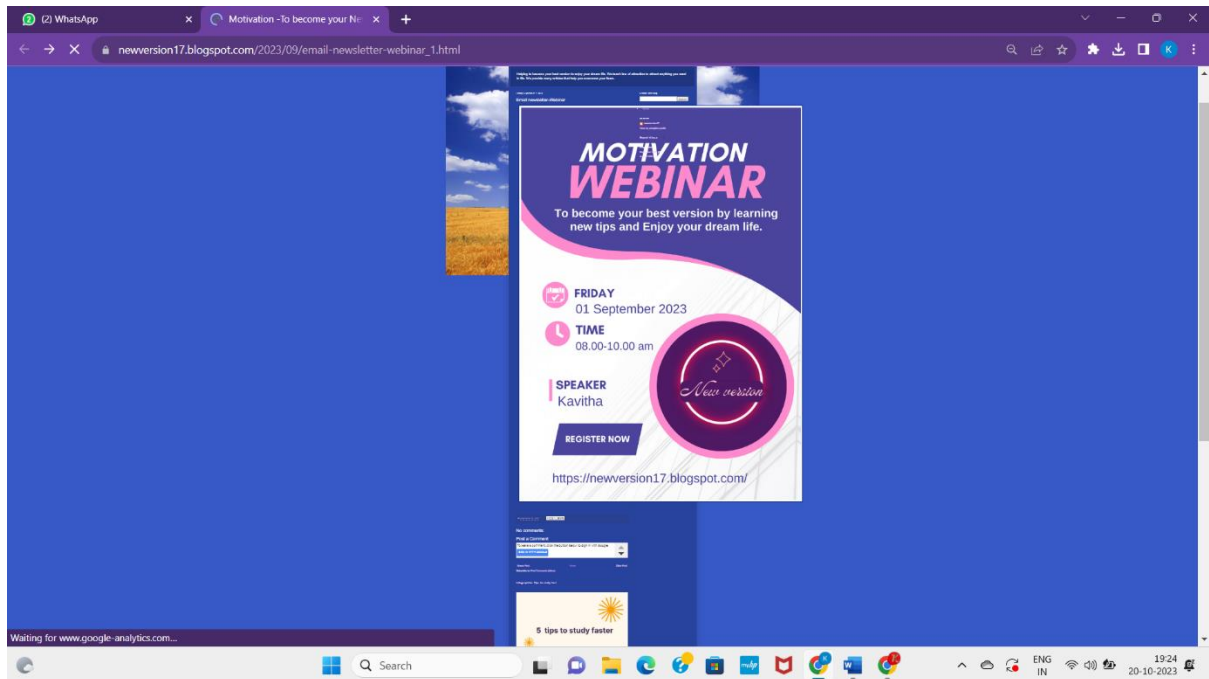 (2) WhatsApp
Motivation -To become your Ne
newversion17.blogspot.com/2023/09/email-newsletter-webinar_1.html
K
Email newsletter-Webinar
MOTIVATION
WEBINAR
To become your best version by learning
new tips and Enjoy your dream life.
FRIDAY
01 September 2023
TIME
08.00-10.00 am
New version
SPEAKER
Kavitha
REGISTER NOW
https://newversion17.blogspot.com/
No comments:
Post a Comment
5 tips to study faster
Waiting for www.google-analytics.com...
Search
ENG
IN
19:24
20-10-2023